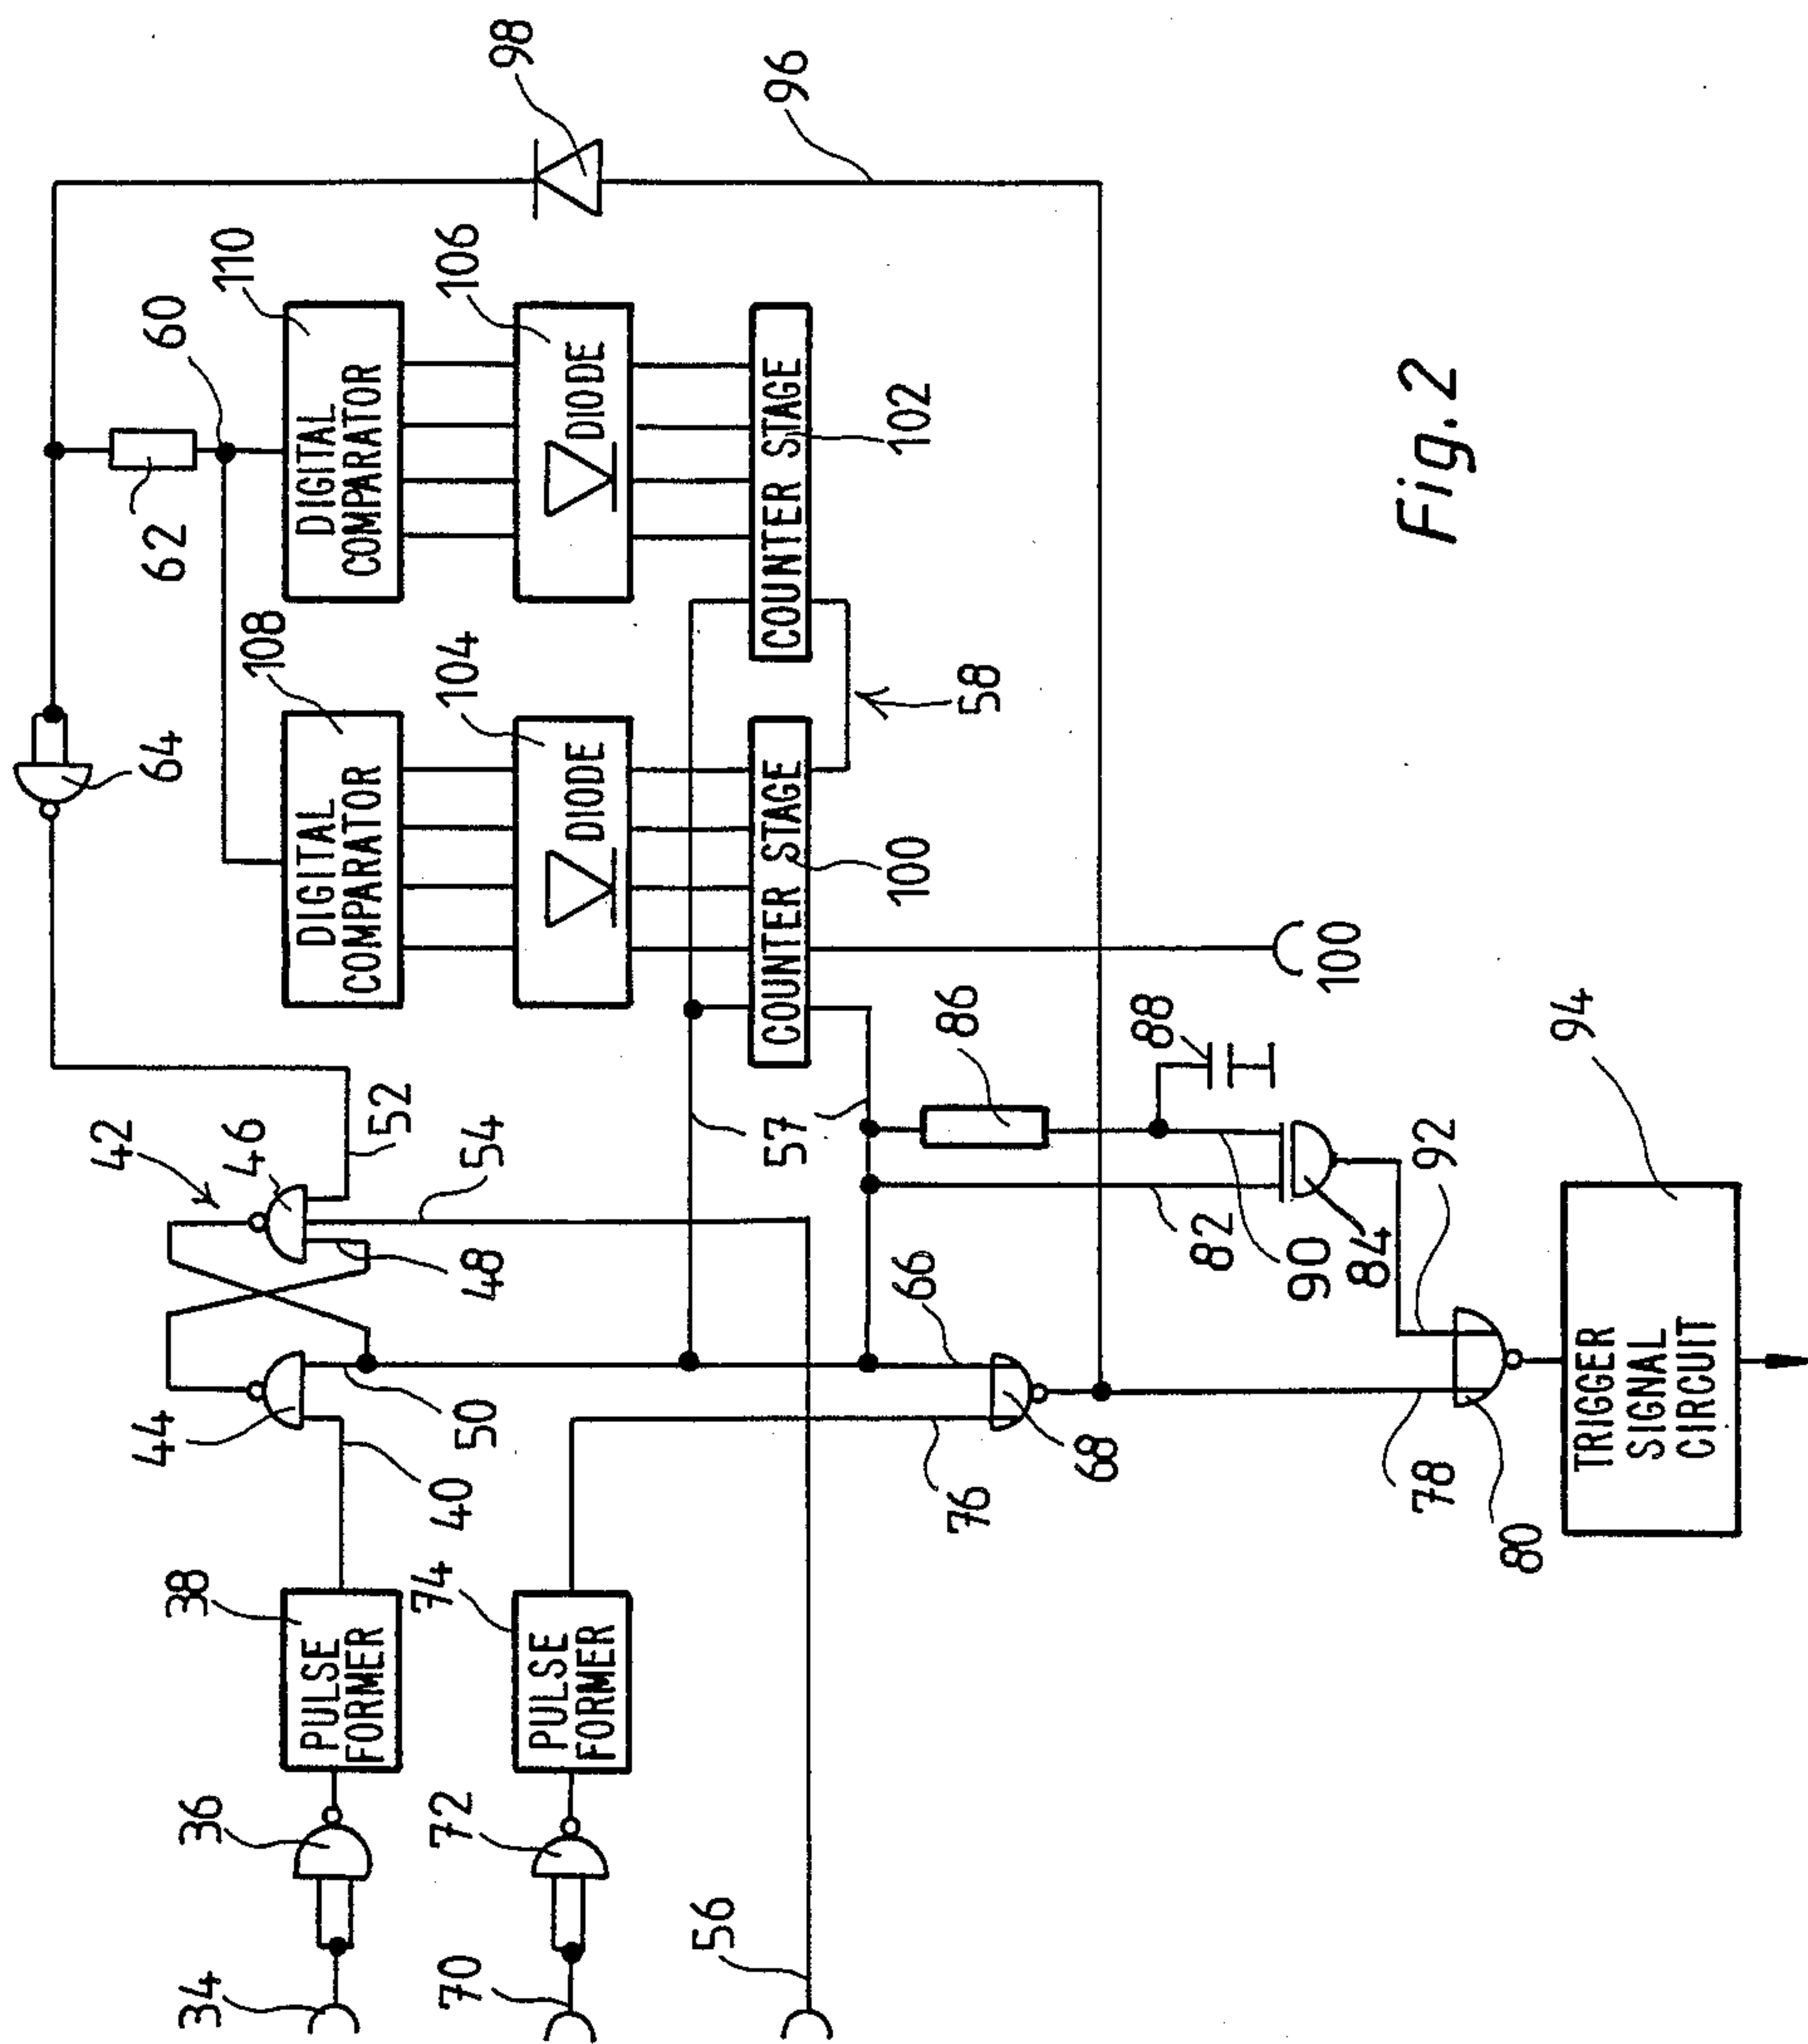 34
36
38
PULSE
FORMER
40
44
42
46
48
50
52
54
56
57
58
60
62
64
66
68
70
72
74
PULSE
FORMER
76
78
80
82
84
86
88
90
92
94
TRIGGER
SIGNAL
CIRCUIT
96
98
100
COUNTER STAGE
100
COUNTER STAGE
102
DIODE
104
DIODE
106
DIGITAL
COMPARATOR
108
DIGITAL
COMPARATOR
110
Fig. 2